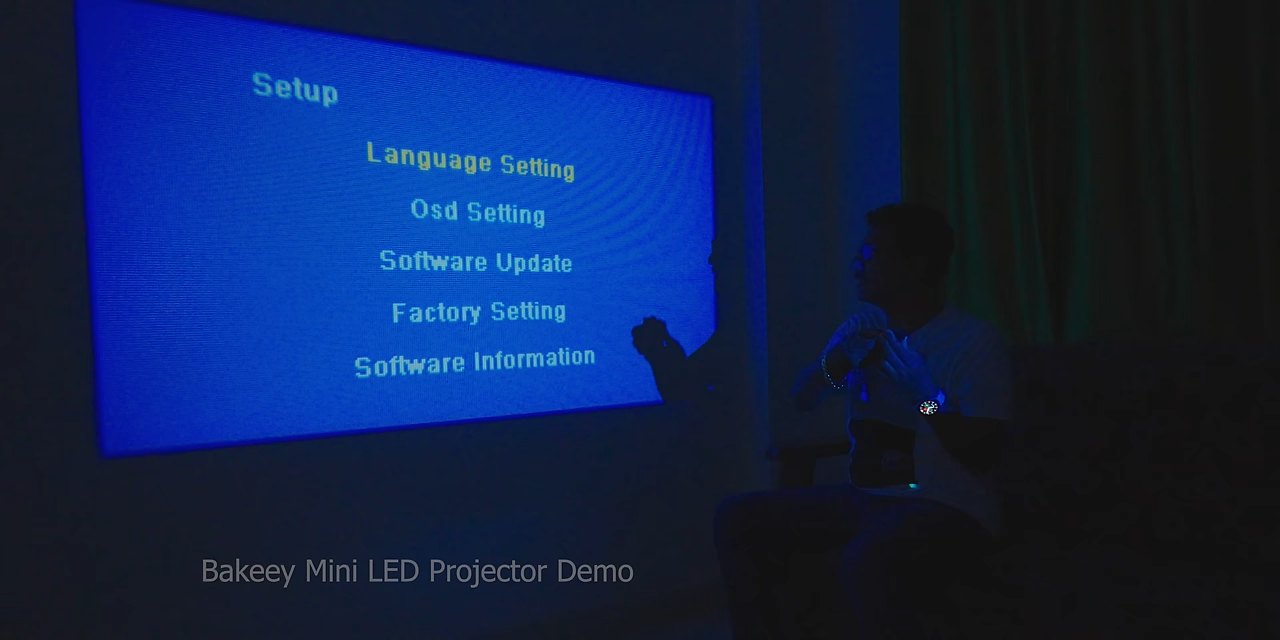 Setup
Language Setting
Osd Setting
Software Update
Factory Setting
Software Information
Bakeey Mini LED Projector Demo